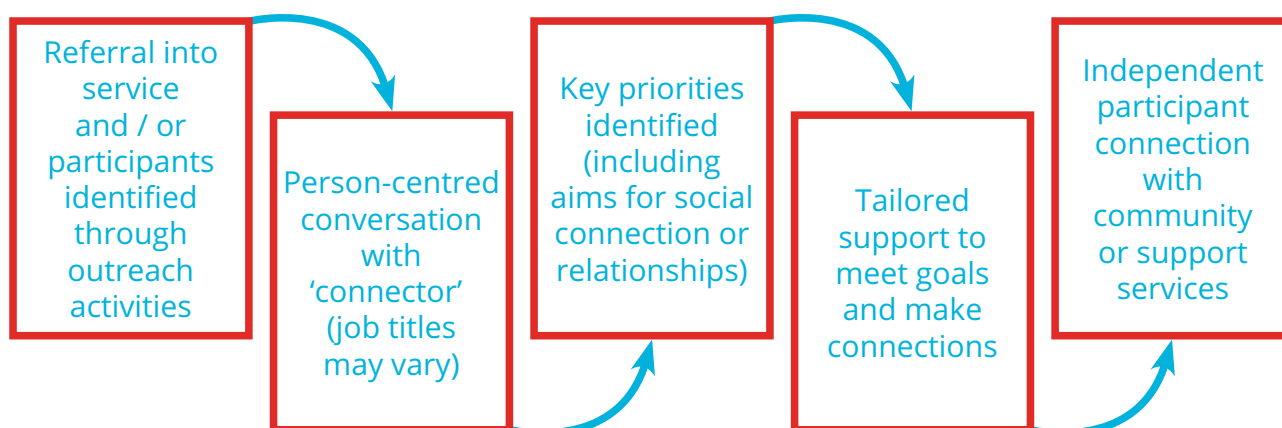 Referral into
service
and / or
participants
identified
through
outreach
activities
Person-centred
conversation
with
‘connector’
(job titles
may vary)
Key priorities
identified
(including
aims for social
connection or
relationships)
Tailored
support to
meet goals
and make
connections
Independent
participant
connection
with
community
or support
services